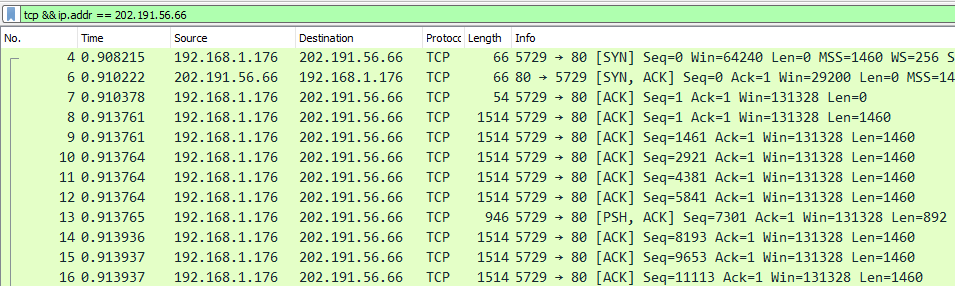 tcp && ip.addr == 202.191.56.66
No. Time Source Destination Protocc Length Info
4 0.908215 192.168.1.176 202.191.56.66 TCP 66 5729 → 80 [SYN] Seq=0 Win=64240 Len=0 MSS=1460 WS=256 S
6 0.910222 202.191.56.66 192.168.1.176 TCP 66 80 → 5729 [SYN, ACK] Seq=0 Ack=1 Win=29200 Len=0 MSS=14
7 0.910378 192.168.1.176 202.191.56.66 TCP 54 5729 → 80 [ACK] Seq=1 Ack=1 Win=131328 Len=0
8 0.913761 192.168.1.176 202.191.56.66 TCP 1514 5729 → 80 [ACK] Seq=1 Ack=1 Win=131328 Len=1460
9 0.913764 192.168.1.176 202.191.56.66 TCP 1514 5729 → 80 [ACK] Seq=1461 Ack=1 Win=131328 Len=1460
10 0.913764 192.168.1.176 202.191.56.66 TCP 1514 5729 → 80 [ACK] Seq=2921 Ack=1 Win=131328 Len=1460
11 0.913764 192.168.1.176 202.191.56.66 TCP 1514 5729 → 80 [ACK] Seq=4381 Ack=1 Win=131328 Len=1460
12 0.913764 192.168.1.176 202.191.56.66 TCP 1514 5729 → 80 [ACK] Seq=5841 Ack=1 Win=131328 Len=1460
13 0.913765 192.168.1.176 202.191.56.66 TCP 946 5729 → 80 [PSH, ACK] Seq=7301 Ack=1 Win=131328 Len=892
14 0.913936 192.168.1.176 202.191.56.66 TCP 1514 5729 → 80 [ACK] Seq=8193 Ack=1 Win=131328 Len=1460
15 0.913937 192.168.1.176 202.191.56.66 TCP 1514 5729 → 80 [ACK] Seq=9653 Ack=1 Win=131328 Len=1460
16 0.913937 192.168.1.176 202.191.56.66 TCP 1514 5729 → 80 [ACK] Seq=11113 Ack=1 Win=131328 Len=1460